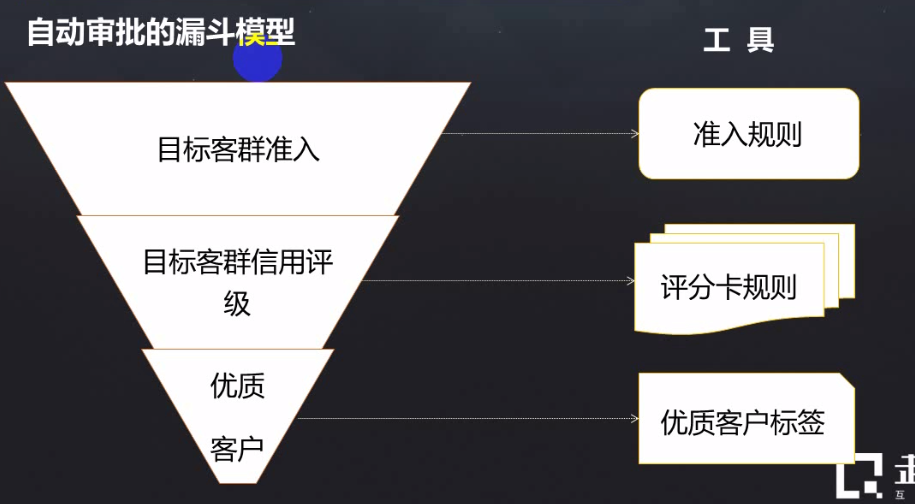 自动审批的漏斗模型
工具
目标客群准入
准入规则
目标客群信用评
级
评分卡规则
优质
客户
优质客户标签
互